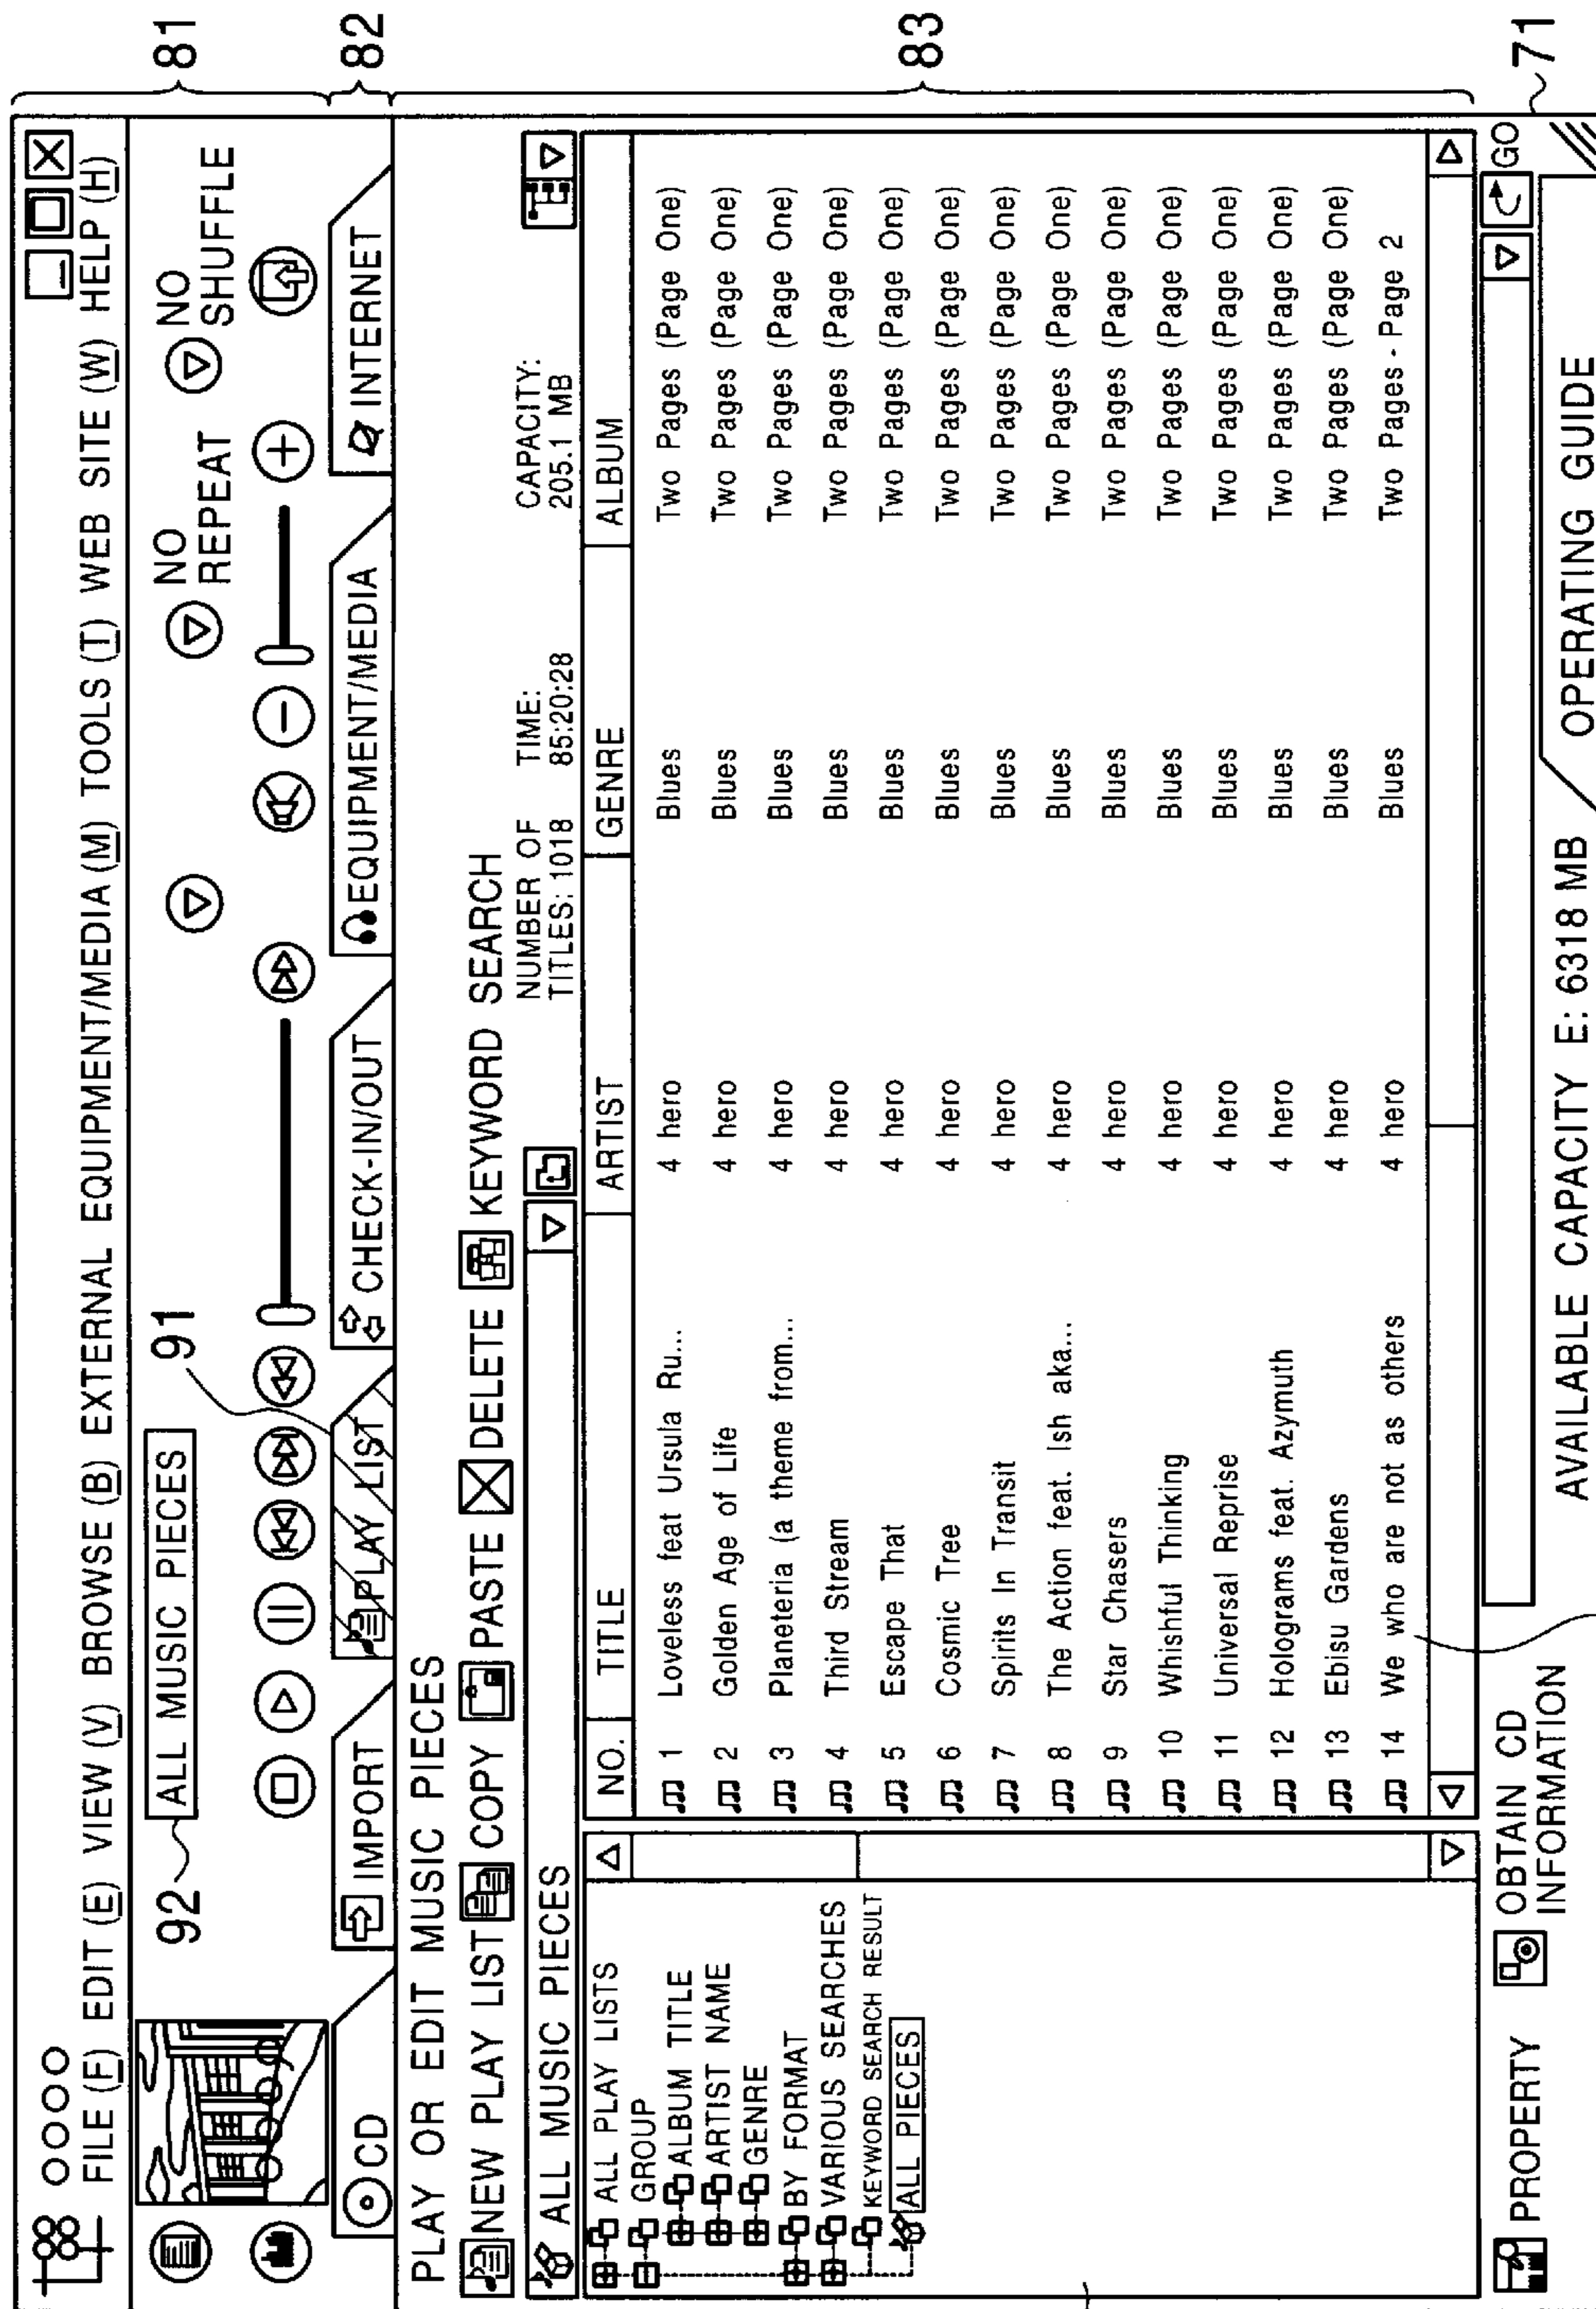 OOOO
FILE (F) EDIT (E) VIEW (V) BROWSE (B) EXTERNAL EQUIPMENT/MEDIA (M) TOOLS (T) WEB SITE (W) HELP (H)
81
92
ALL MUSIC PIECES
91
NO REPEAT
NO SHUFFLE
82
CD
IMPORT
PLAY LIST
CHECK-IN/OUT
EQUIPMENT/MEDIA
INTERNET
83
PLAY OR EDIT MUSIC PIECES
NEW PLAY LIST COPY PASTE DELETE KEYWORD SEARCH
ALL MUSIC PIECES
NUMBER OF TITLES: 1018
TIME: 85:20:28
CAPACITY: 205.1 MB
ALL PLAY LISTS
GROUP
ALBUM TITLE
ARTIST NAME
GENRE
BY FORMAT
VARIOUS SEARCHES
KEYWORD SEARCH RESULT
ALL PIECES
NO. TITLE ARTIST GENRE ALBUM
1 Loveless feat Ursula Ru... 4 hero Blues Two Pages (Page One)
2 Golden Age of Life 4 hero Blues Two Pages (Page One)
3 Planeteria (a theme from... 4 hero Blues Two Pages (Page One)
4 Third Stream 4 hero Blues Two Pages (Page One)
5 Escape That 4 hero Blues Two Pages (Page One)
6 Cosmic Tree 4 hero Blues Two Pages (Page One)
7 Spirits In Transit 4 hero Blues Two Pages (Page One)
8 The Action feat. Ish aka... 4 hero Blues Two Pages (Page One)
9 Star Chasers 4 hero Blues Two Pages (Page One)
10 Whishful Thinking 4 hero Blues Two Pages (Page One)
11 Universal Reprise 4 hero Blues Two Pages (Page One)
12 Holograms feat. Azymuth 4 hero Blues Two Pages (Page One)
13 Ebisu Gardens 4 hero Blues Two Pages (Page One)
14 We who are not as others 4 hero Blues Two Pages - Page 2
PROPERTY
OBTAIN CD INFORMATION
GO
71
AVAILABLE CAPACITY E: 6318 MB
OPERATING GUIDE